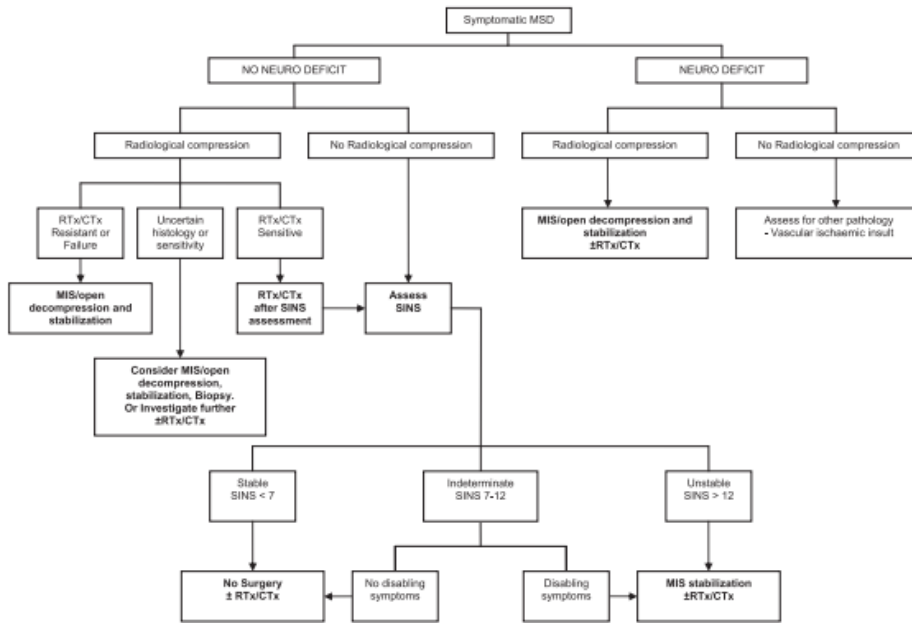 Symptomatic MSD
NO NEURO DEFICIT
NEURO DEFICIT
Radiological compression
No Radiological compression
Radiological compression
No Radiological compression
RTx/CTx
Resistant or
Failure
Uncertain
histology or
sensitivity
RTx/CTx
Sensitive
MIS/open decompression and
stabilization
±RTx/CTx
Assess for other pathology
- Vascular ischaemic insult
MIS/open
decompression and
stabilization
RTx/CTx
after SINS
assessment
Assess
SINS
Consider MIS/open
decompression,
stabilization, Biopsy.
Or Investigate further
±RTx/CTx
Stable
SINS < 7
Indeterminate
SINS 7-12
Unstable
SINS > 12
No Surgery
± RTx/CTx
No disabling
symptoms
Disabling
symptoms
MIS stabilization
±RTx/CTx